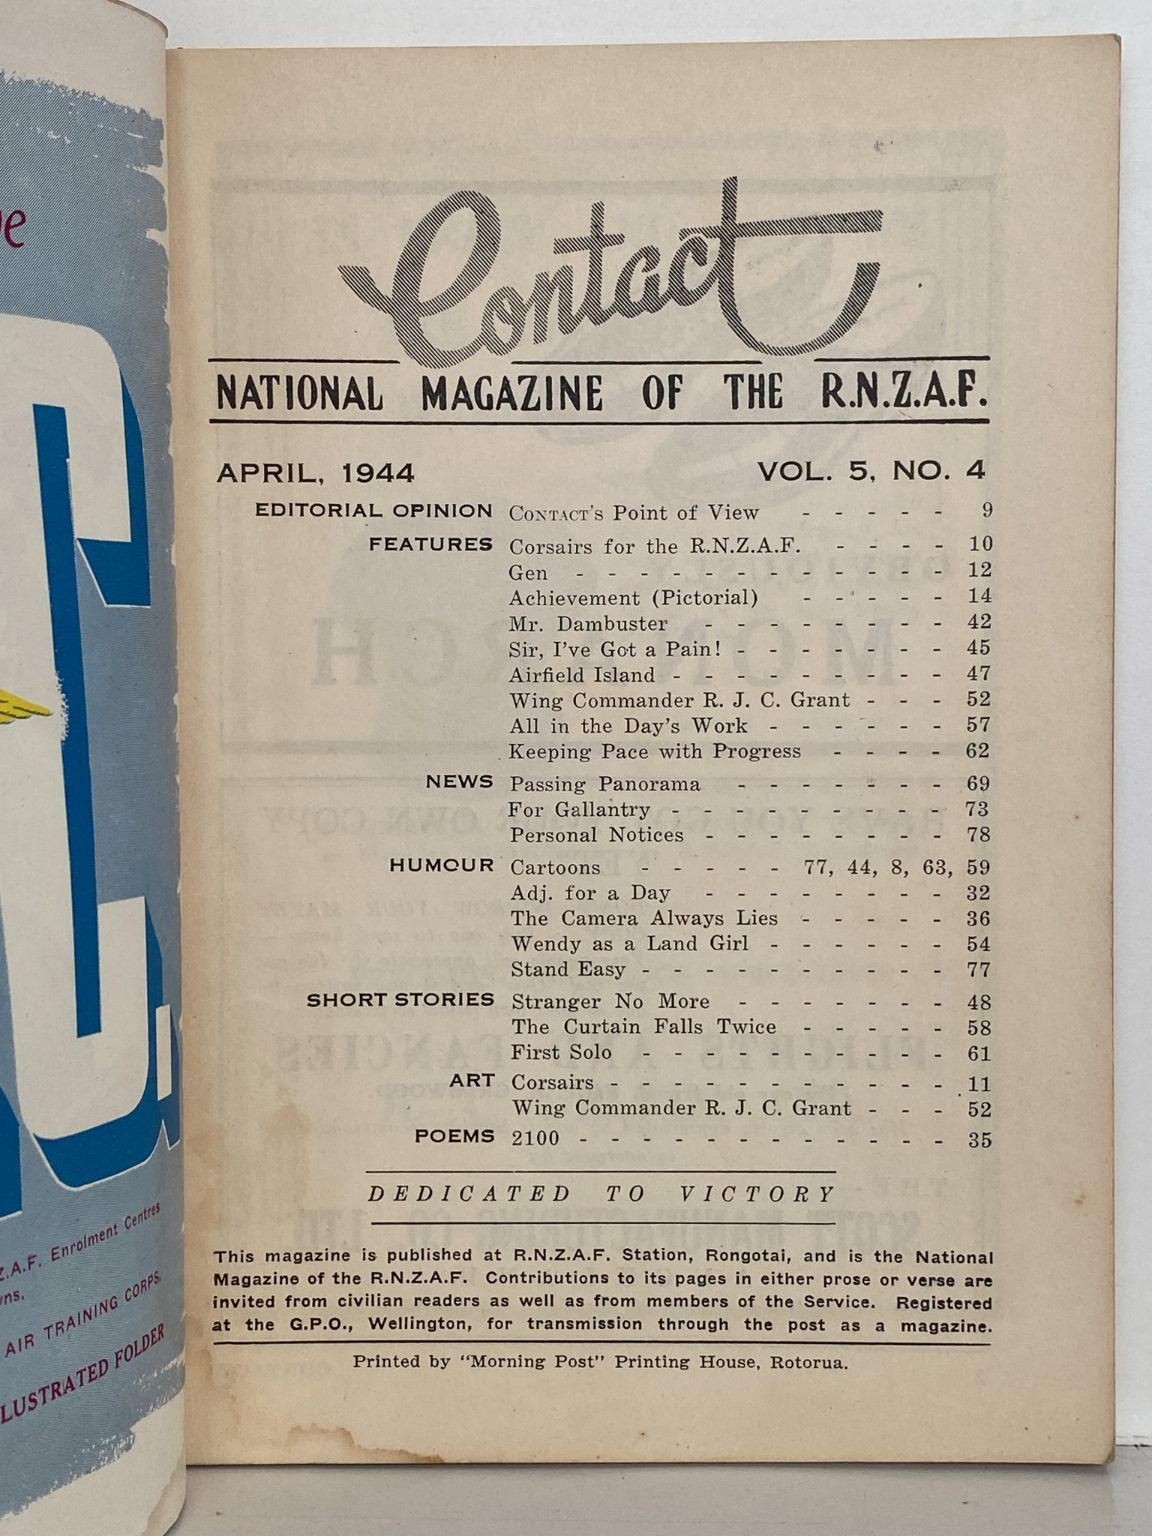 Contact
NATIONAL MAGAZINE OF THE R.N.Z.A.F.
APRIL, 1944 VOL. 5, NO. 4
EDITORIAL OPINION CONTACT'S Point of View - - - - - 9
FEATURES Corsairs for the R.N.Z.A.F. - - - - 10
Gen - - - - - - - - - - - - 12
Achievement (Pictorial) - - - - - 14
Mr. Dambuster - - - - - - - - 42
Sir, I've Got a Pain! - - - - - - - 45
Airfield Island - - - - - - - - - 47
Wing Commander R. J. C. Grant - - - 52
All in the Day's Work - - - - - - 57
Keeping Pace with Progress - - - - 62
NEWS Passing Panorama - - - - - - - 69
For Gallantry - - - - - - - - - 73
Personal Notices - - - - - - - - 78
HUMOUR Cartoons - - - - - 77, 44, 8, 63, 59
Adj. for a Day - - - - - - - - 32
The Camera Always Lies - - - - - 36
Wendy as a Land Girl - - - - - - 54
Stand Easy - - - - - - - - - - 77
SHORT STORIES Stranger No More - - - - - - - 48
The Curtain Falls Twice - - - - - 58
First Solo - - - - - - - - - - 61
ART Corsairs - - - - - - - - - - - 11
Wing Commander R. J. C. Grant - - - 52
POEMS 2100 - - - - - - - - - - - - 35
DEDICATED TO VICTORY
This magazine is published at R.N.Z.A.F. Station, Rongotai, and is the National
Magazine of the R.N.Z.A.F. Contributions to its pages in either prose or verse are
invited from civilian readers as well as from members of the Service. Registered
at the G.P.O., Wellington, for transmission through the post as a magazine.
Printed by "Morning Post" Printing House, Rotorua.
Enrolment Centres
AIR TRAINING CORPS.
FOLDER